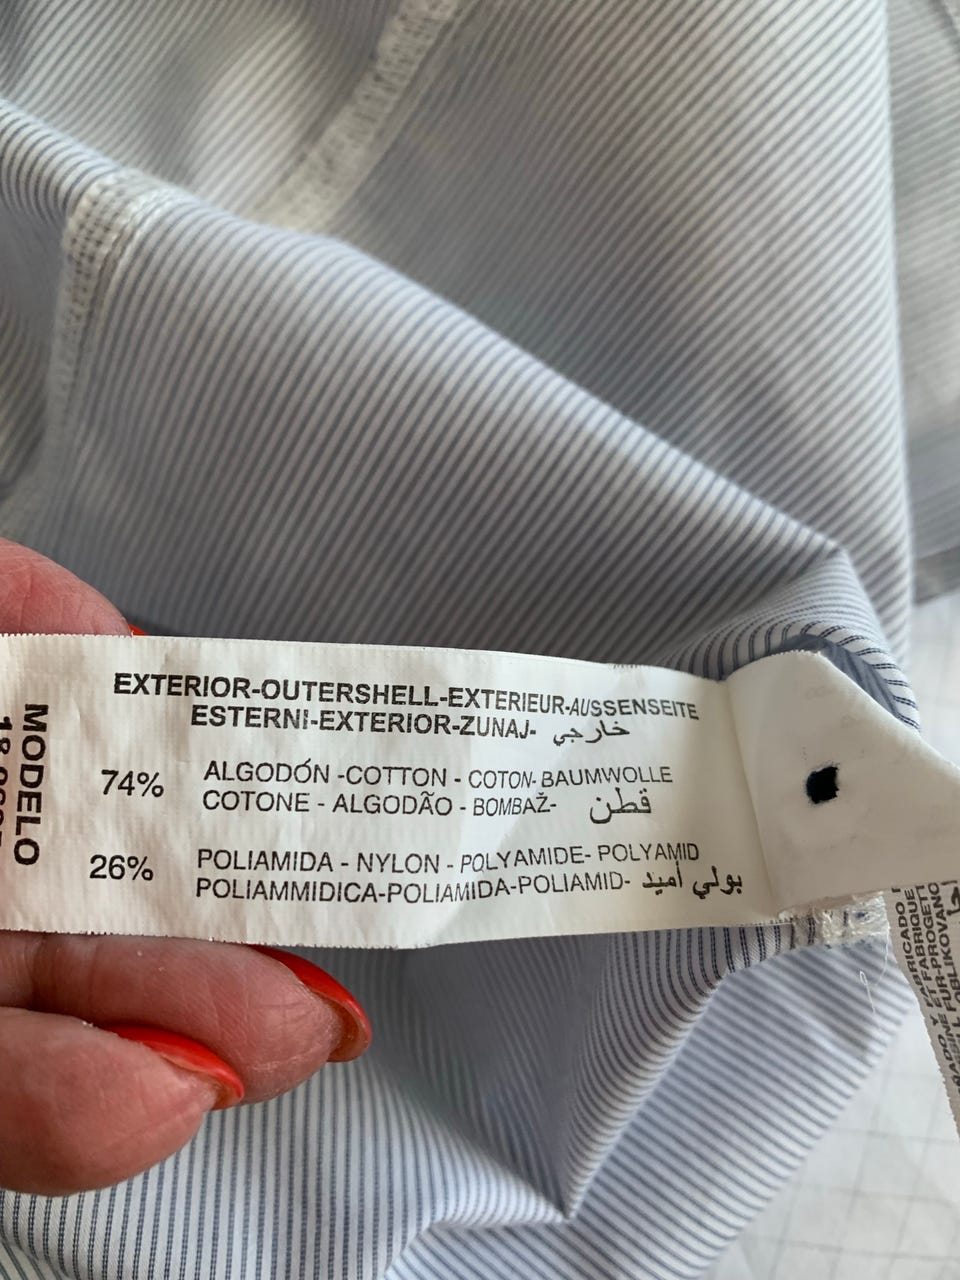 EXTERIOR-OUTERSHELL-EXTERIEUR-AUSSENSEITE
ESTERNI-EXTERIOR-ZUNAJ- خارجي
74% ALGODÓN -COTTON - COTON- BAUMWOLLE
COTONE - ALGODÃO - BOMBAŽ- قطن
26% POLIAMIDA - NYLON - POLYAMIDE- POLYAMID
POLIAMMIDICA-POLIAMIDA-POLIAMID- بولي أميد
MODELO